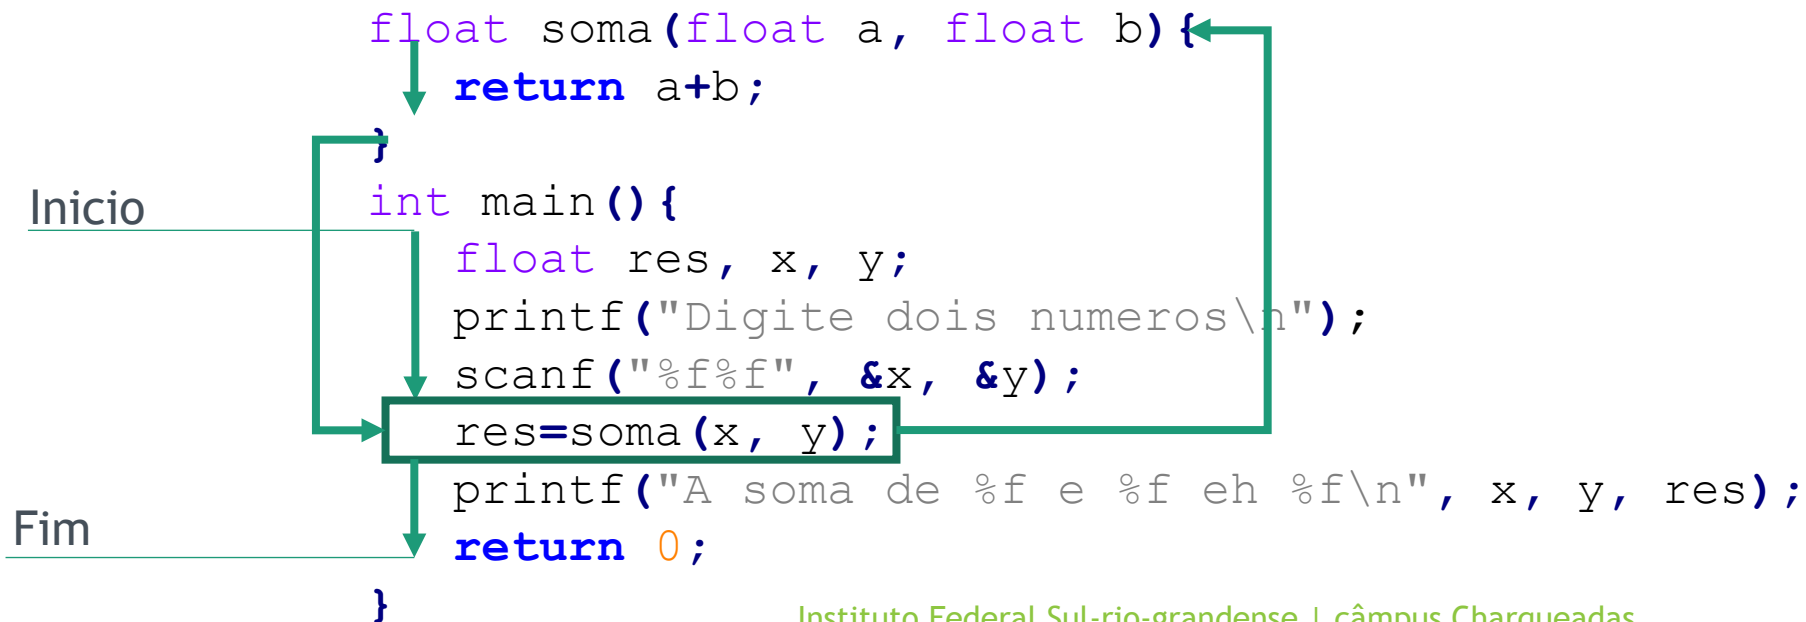 float soma(float a, float b){
return a+b;
}
Inicio
int main(){
float res, x, y;
printf("Digite dois numeros\n");
scanf("%f%f", &x, &y);
res=soma(x, y);
printf("A soma de %f e %f eh %f\n", x, y, res);
Fim
return 0;
}
Instituto Federal Sul-rio-grandense | câmpus Charqueadas